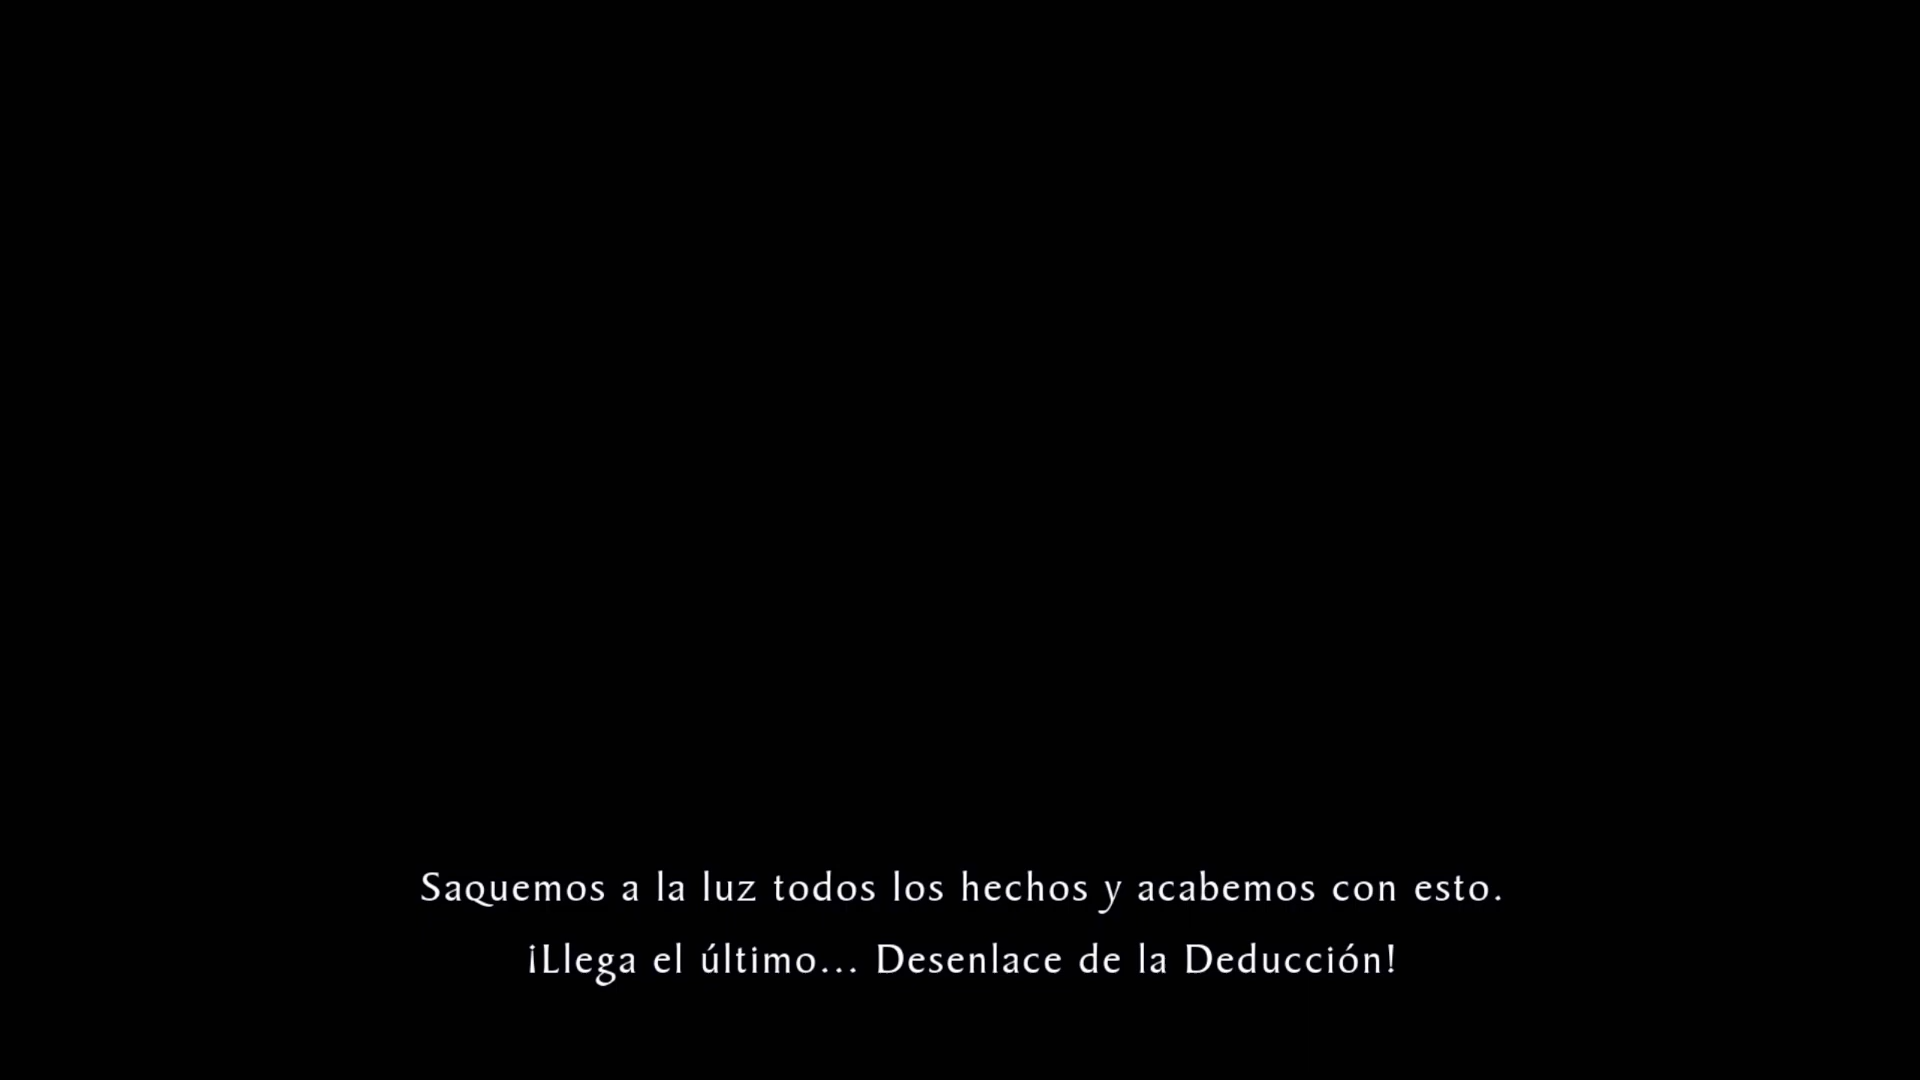 Saquemos a la luz todos los hechos y acabemos con esto.
¡Llega el último... Desenlace de la Deducción!